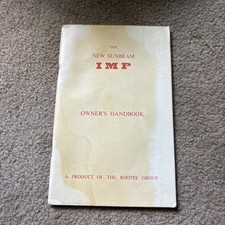 THE
NEW SUNBEAM
IMP
OWNER'S HANDBOOK
A PRODUCT OF THE ROOTES GROUP